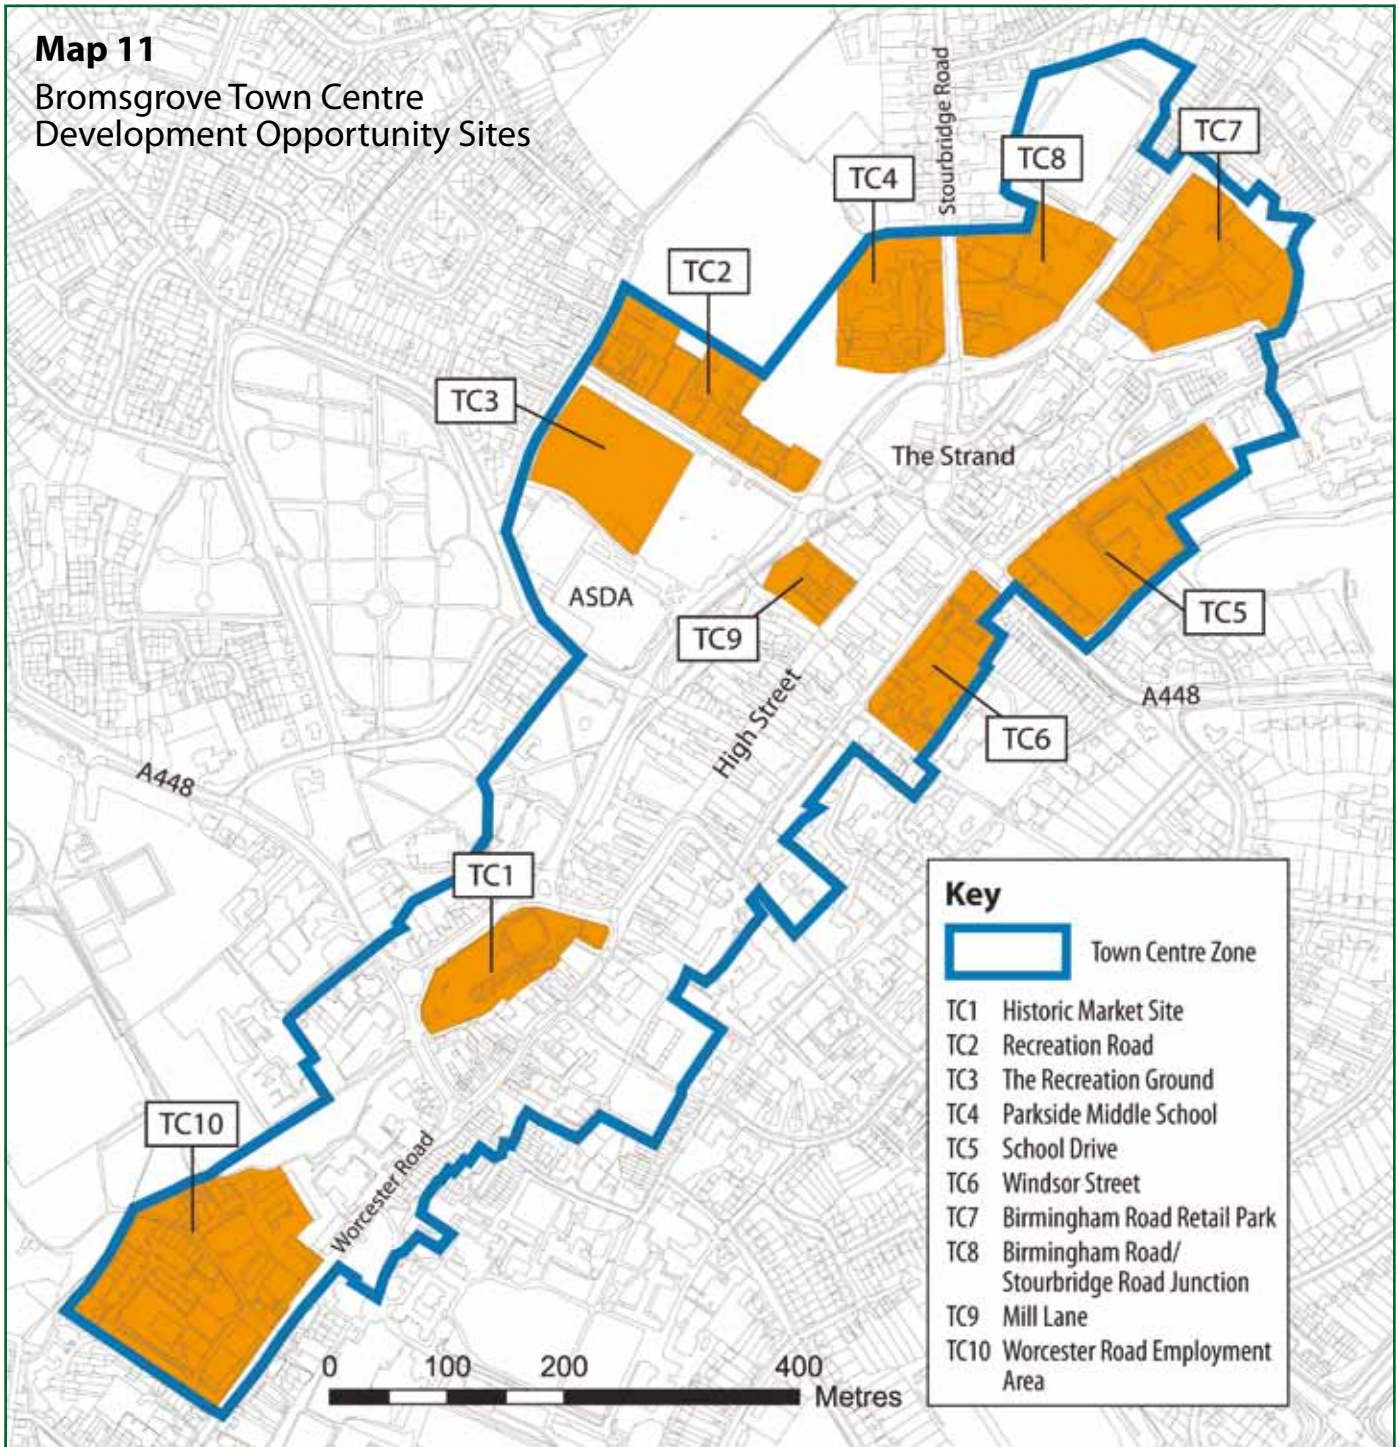 Map 11
Bromsgrove Town Centre
Development Opportunity Sites
Stourbridge Road
TC7
TC8
TC4
TC2
TC3
The Strand
ASDA
TC9
TC5
High Street
A448
TC6
A448
TC1
TC10
Worcester Road
Key
Town Centre Zone
TC1 Historic Market Site
TC2 Recreation Road
TC3 The Recreation Ground
TC4 Parkside Middle School
TC5 School Drive
TC6 Windsor Street
TC7 Birmingham Road Retail Park
TC8 Birmingham Road/
Stourbridge Road Junction
TC9 Mill Lane
TC10 Worcester Road Employment
Area
0 100 200 400
Metres